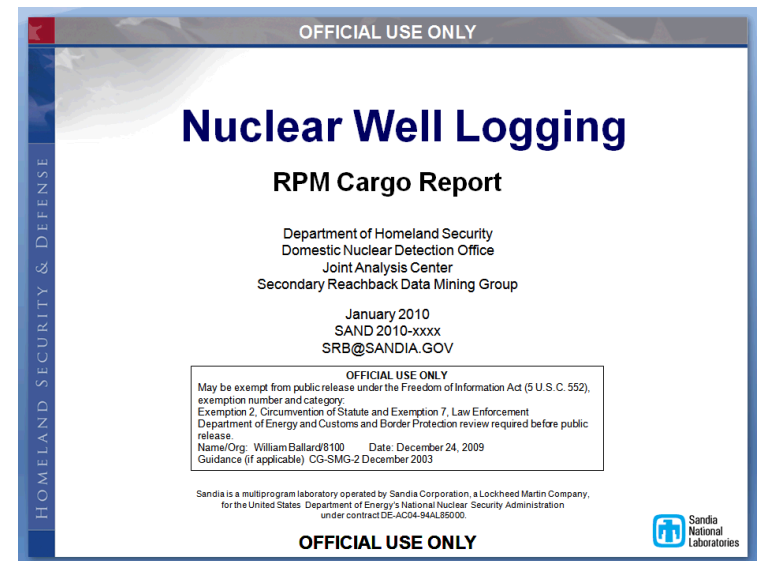 OFFICIAL USE ONLY
Nuclear Well Logging
RPM Cargo Report
Department of Homeland Security
Domestic Nuclear Detection Office
Joint Analysis Center
Secondary Reachback Data Mining Group
January 2010
SAND 2010-xxxx
SRB@SANDIA.GOV
OFFICIAL USE ONLY
May be exempt from public release under the Freedom of Information Act (5 U.S.C. 552),
exemption number and category:
Exemption 2, Circumvention of Statute and Exemption 7, Law Enforcement
Department of Energy and Customs and Border Protection review required before public
release.
Name/Org: William Ballard/8100 Date: December 24, 2009
Guidance (if applicable) CG-SMG-2 December 2003
Sandia is a multiprogram laboratory operated by Sandia Corporation, a Lockheed Martin Company,
for the United States Department of Energy's National Nuclear Security Administration
under contract DE-AC04-94AL85000.
OFFICIAL USE ONLY
Sandia
National
Laboratories
HOMELAND SECURITY & DEFENSE